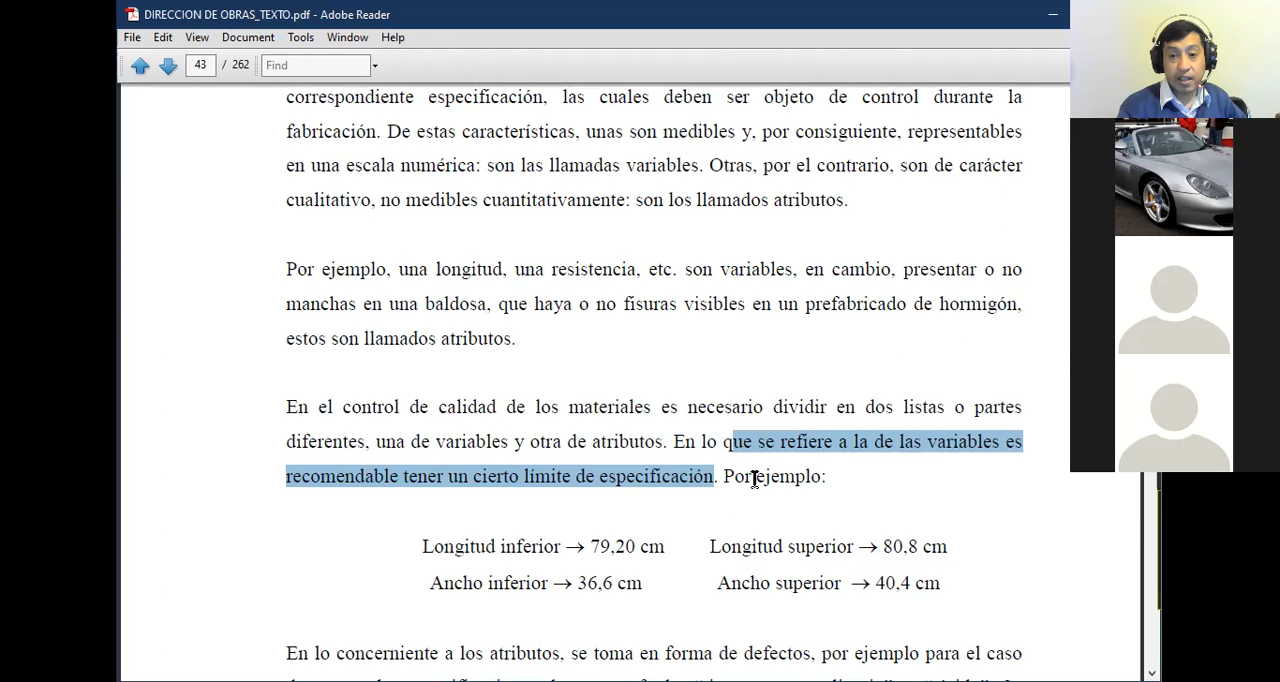 DIRECCION DE OBRAS_TEXTO.pdf - Adobe Reader
File Edit View Document Tools Window Help
43 / 262 Find
correspondiente especificación, las cuales deben ser objeto de control durante la
fabricación. De estas características, unas son medibles y, por consiguiente, representables
en una escala numérica: son las llamadas variables. Otras, por el contrario, son de carácter
cualitativo, no medibles cuantitativamente: son los llamados atributos.
Por ejemplo, una longitud, una resistencia, etc. son variables, en cambio, presentar o no
manchas en una baldosa, que haya o no fisuras visibles en un prefabricado de hormigón,
estos son llamados atributos.
En el control de calidad de los materiales es necesario dividir en dos listas o partes
diferentes, una de variables y otra de atributos. En lo que se refiere a la de las variables es
recomendable tener un cierto límite de especificación. Por ejemplo:
Longitud inferior → 79,20 cm Longitud superior → 80,8 cm
Ancho inferior → 36,6 cm Ancho superior → 40,4 cm
En lo concerniente a los atributos, se toma en forma de defectos, por ejemplo para el caso